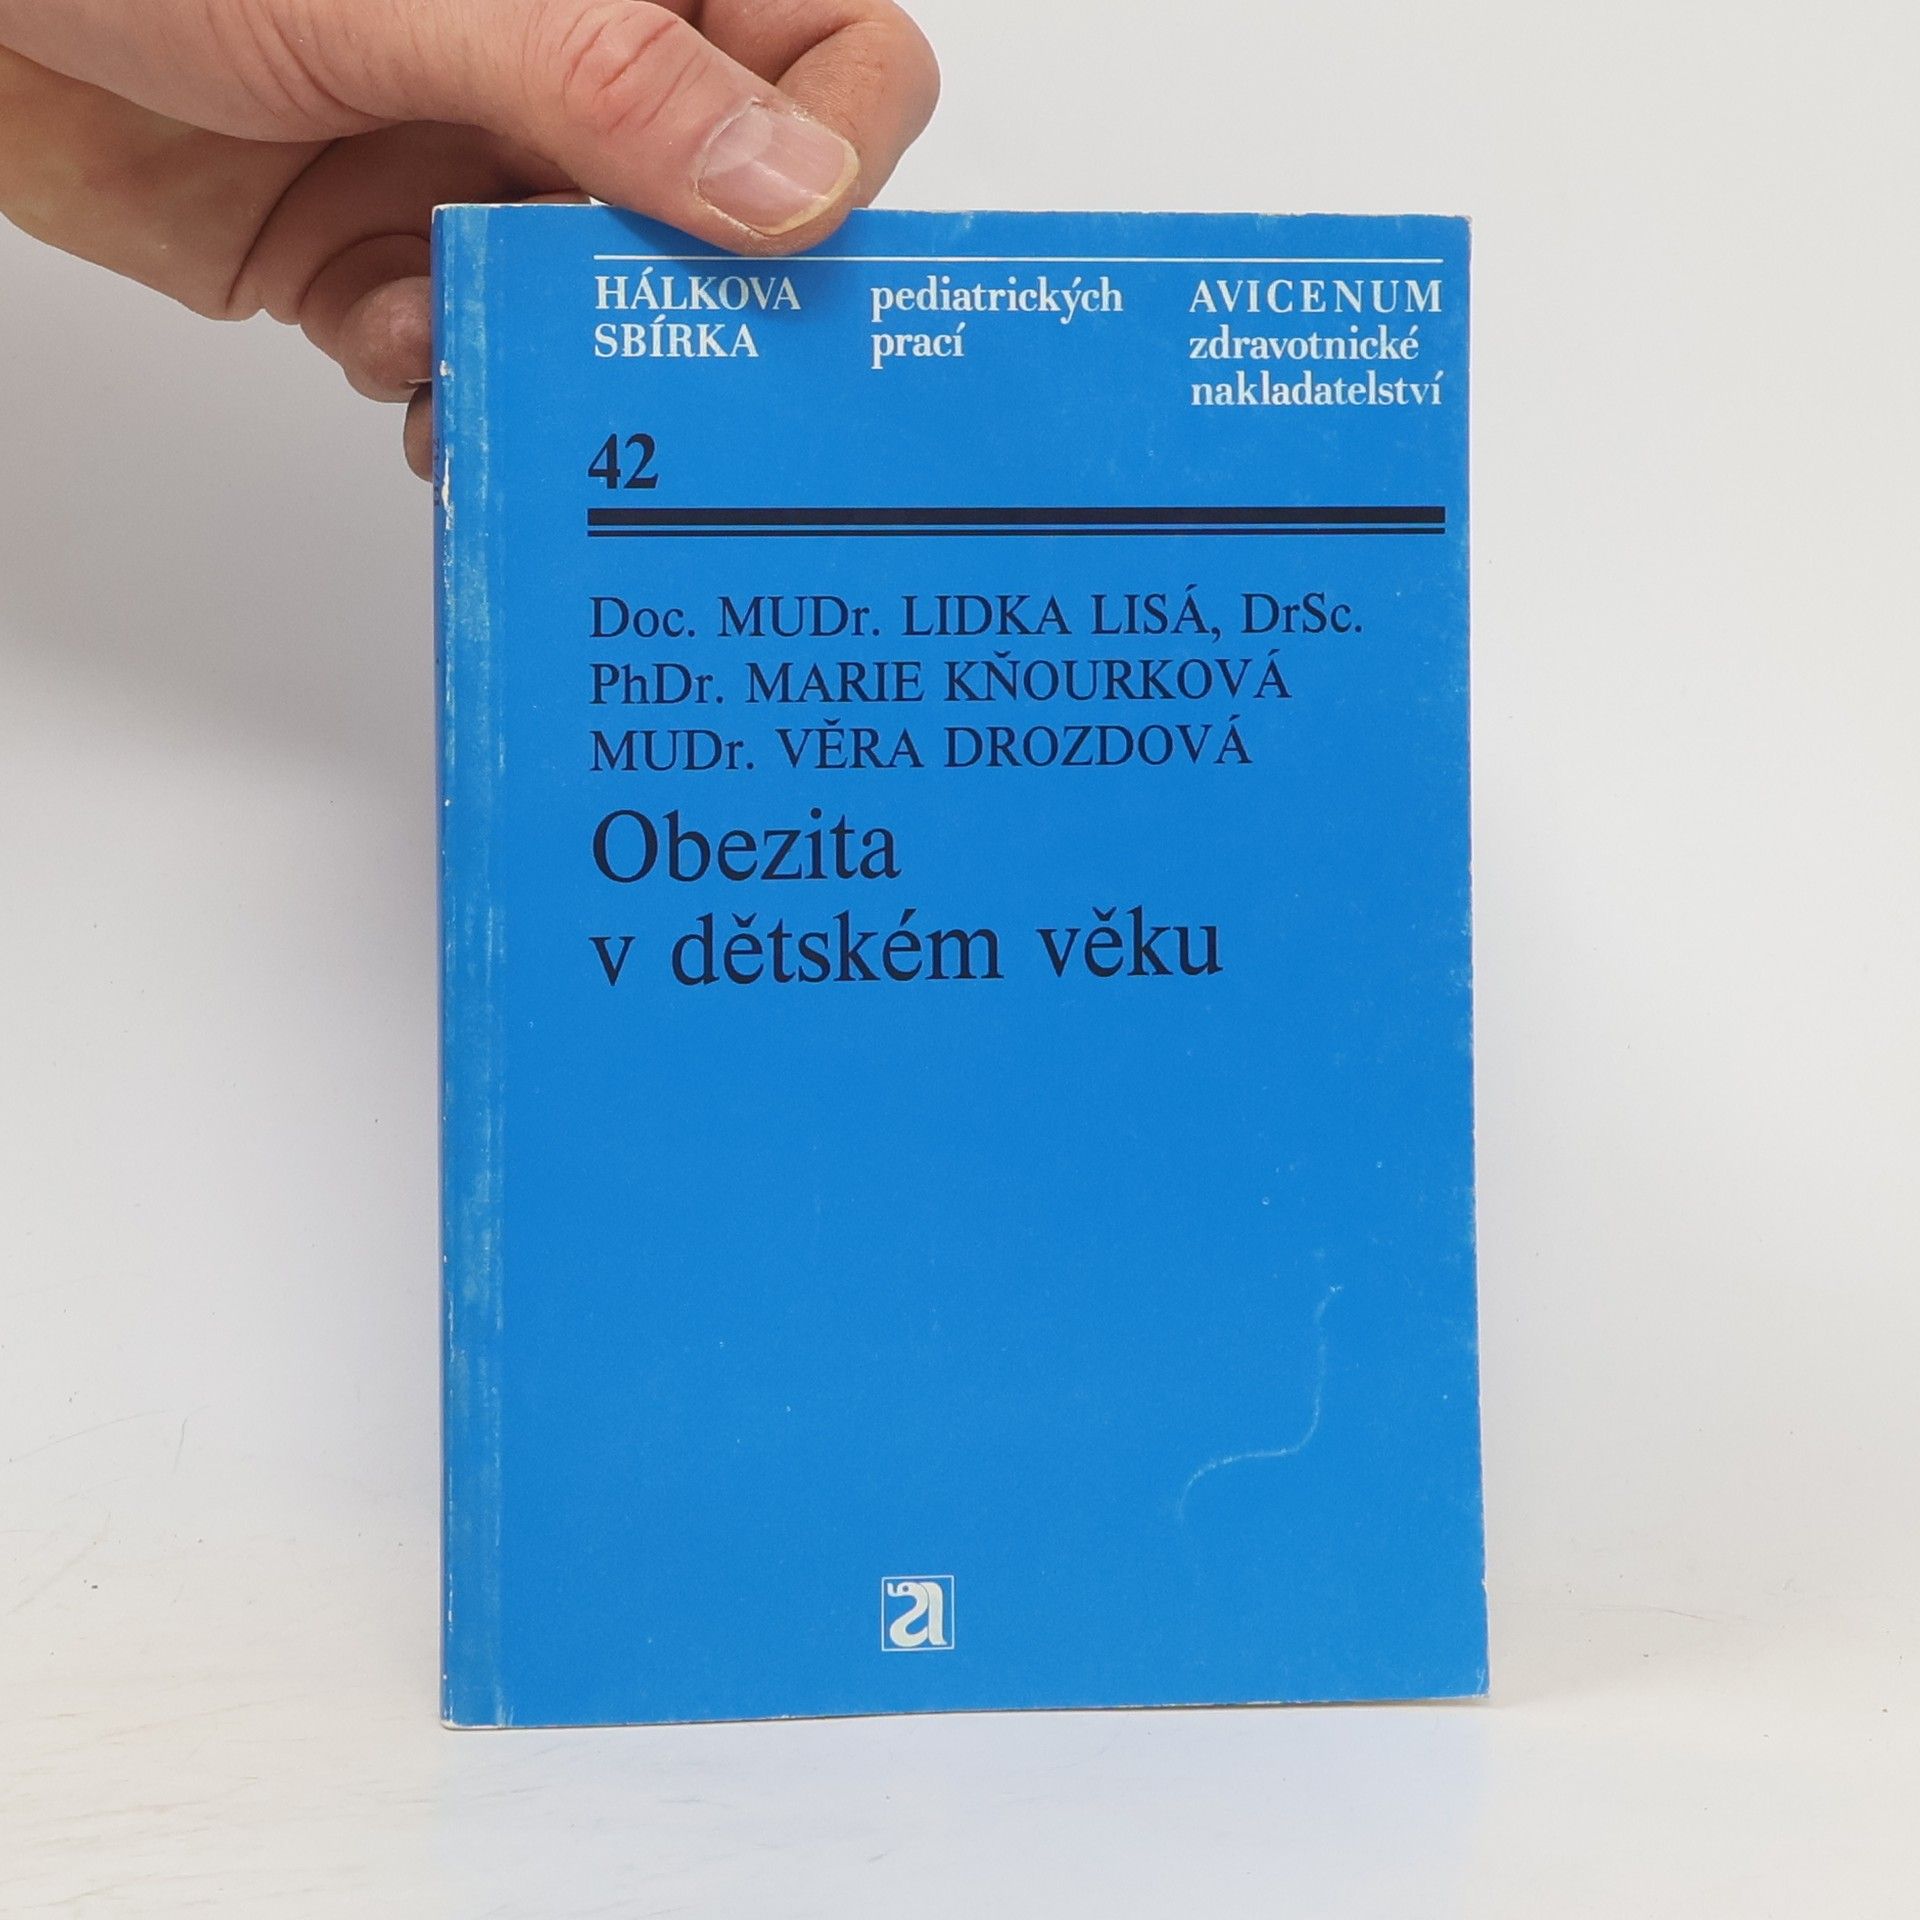 HÁLKOVA
SBÍRKA
pediatrických
prací
AVICENUM
zdravotnické
nakladatelství
42
Doc. MUDr. LIDKA LISÁ, DrSc.
PhDr. MARIE KŇOURKOVÁ
MUDr. VĚRA DROZDOVÁ
Obezita
v dětském věku
a